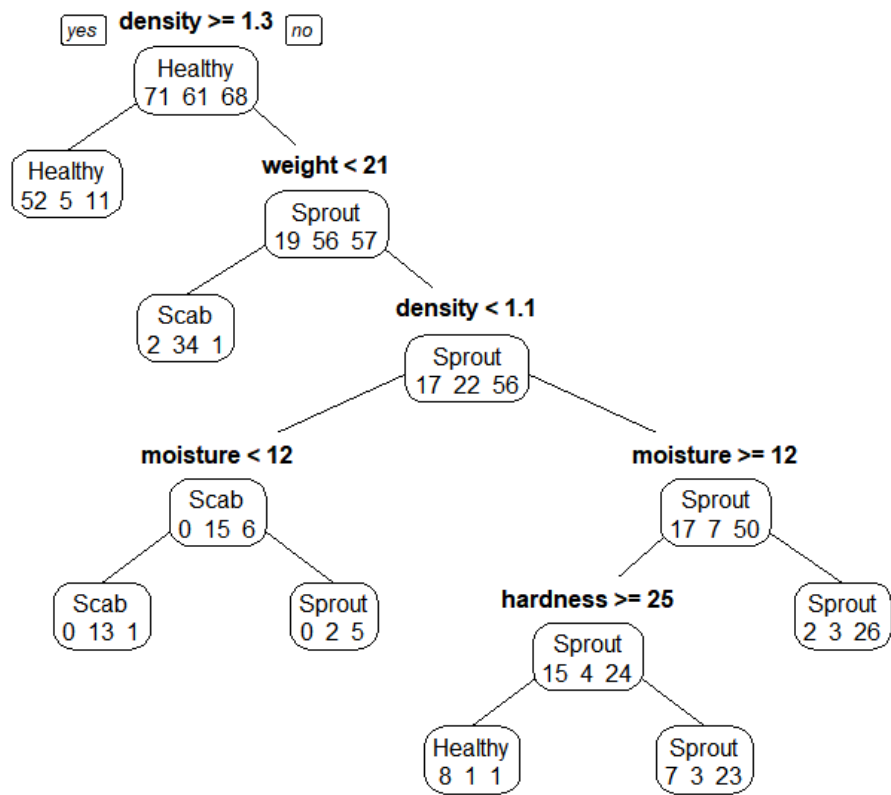 density >= 1.3
yes no
Healthy
71 61 68
Healthy
52 5 11
weight < 21
Sprout
19 56 57
Scab
2 34 1
density < 1.1
Sprout
17 22 56
moisture < 12
Scab
0 15 6
moisture >= 12
Sprout
17 7 50
Scab
0 13 1
Sprout
0 2 5
hardness >= 25
Sprout
15 4 24
Sprout
2 3 26
Healthy
8 1 1
Sprout
7 3 23